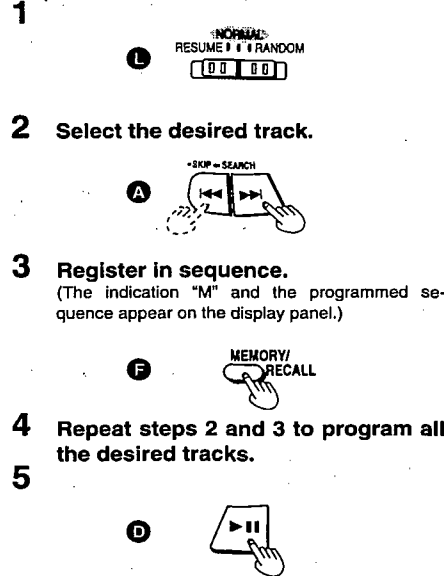 1
NORMAL
RESUME RANDOM
L
2 Select the desired track.
-SKIP - SEARCH
A
3 Register in sequence.
(The indication "M" and the programmed se-
quence appear on the display panel.)
MEMORY/
F RECALL
4 Repeat steps 2 and 3 to program all
the desired tracks.
5
D